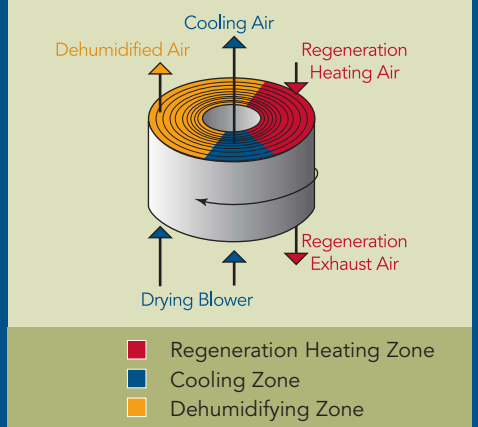 Cooling Air
Dehumidified Air
Regeneration
Heating Air
Regeneration
Exhaust Air
Drying Blower
Regeneration Heating Zone
Cooling Zone
Dehumidifying Zone